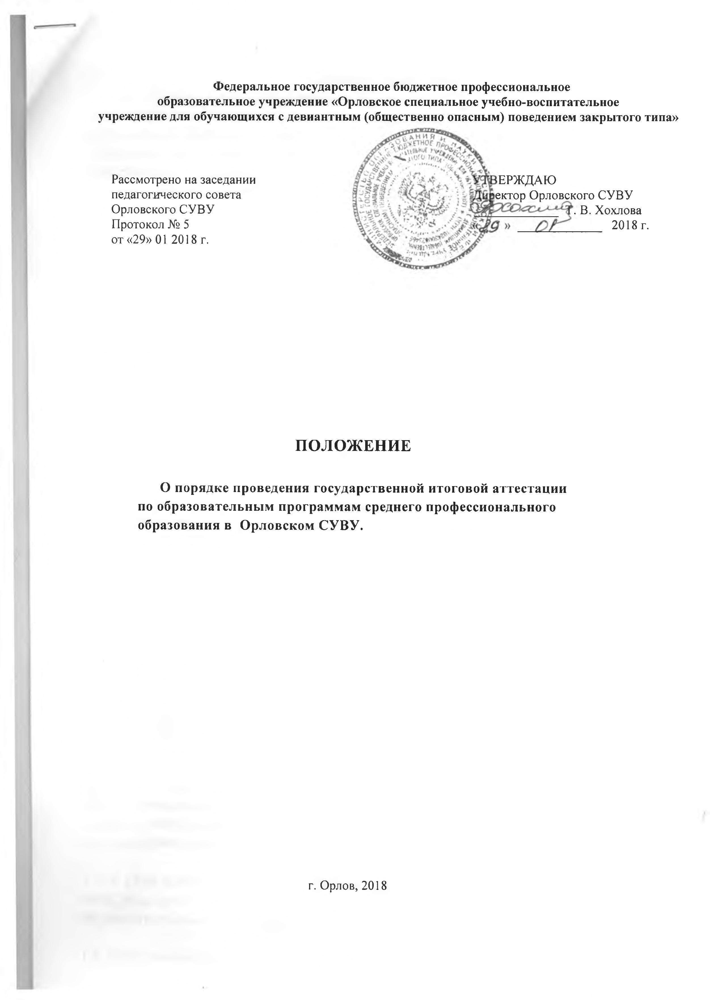 Федеральное государственное бюджетное профессиональное
образовательное учреждение «Орловское специальное учебно-воспитательное
учреждение для обучающихся с девиантным (общественно опасным) поведением закрытого типа»
Рассмотрено на заседании
педагогического совета
Орловского СУВУ
Протокол № 5
от «29» 01 2018 г.
УТВЕРЖДАЮ
Директор Орловского СУВУ
Г. В. Хохлова
«29» 01 2018 г.
ПОЛОЖЕНИЕ
О порядке проведения государственной итоговой аттестации
по образовательным программам среднего профессионального
образования в Орловском СУВУ.
г. Орлов, 2018